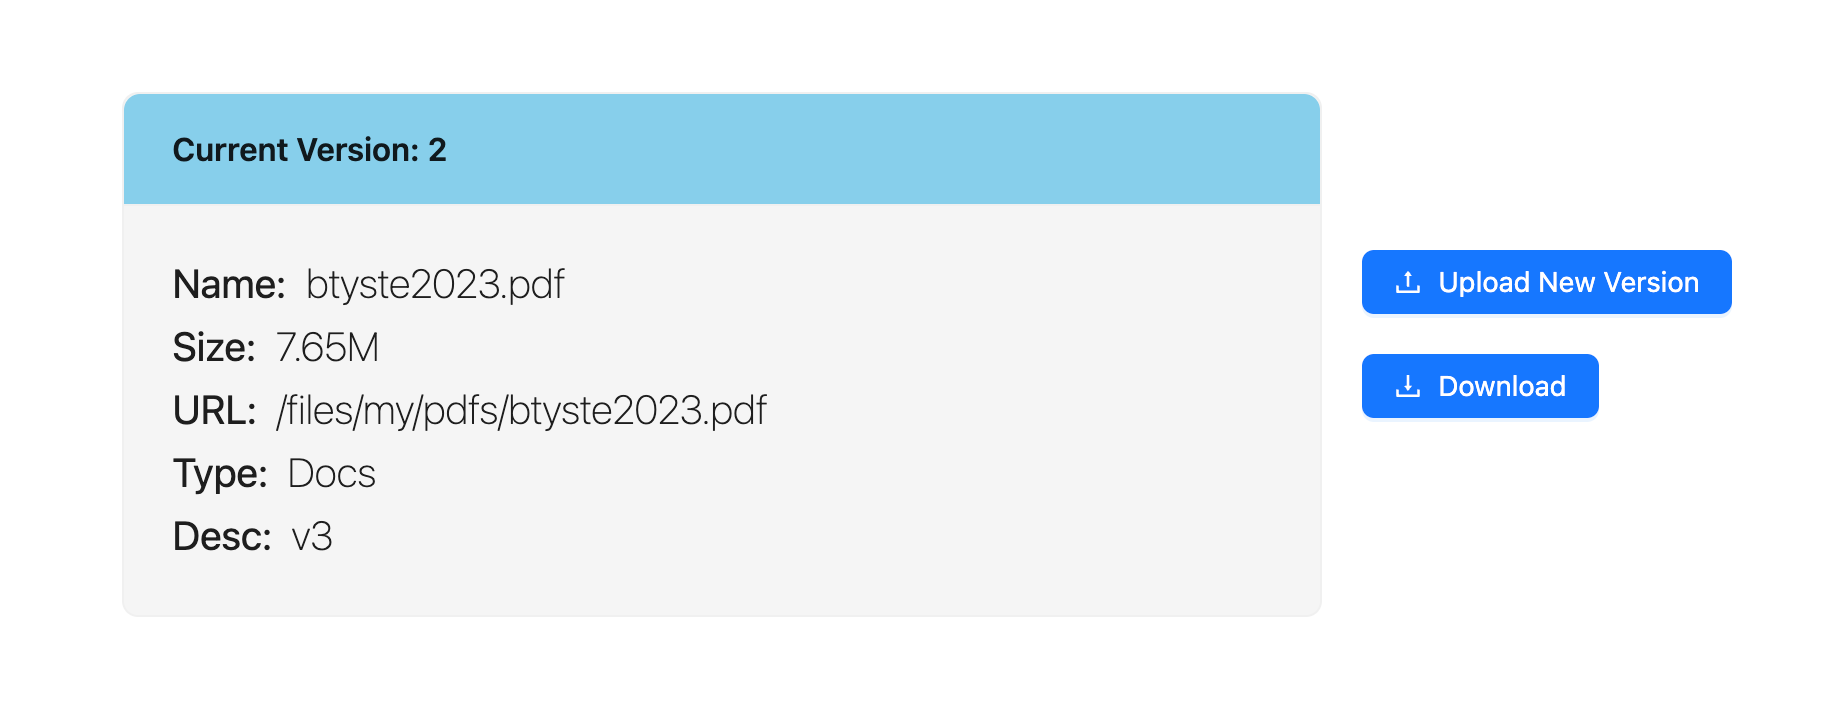 Current Version: 2
Name: btyste2023.pdf
Size: 7.65M
URL: /files/my/pdfs/btyste2023.pdf
Type: Docs
Desc: v3
Upload New Version
Download